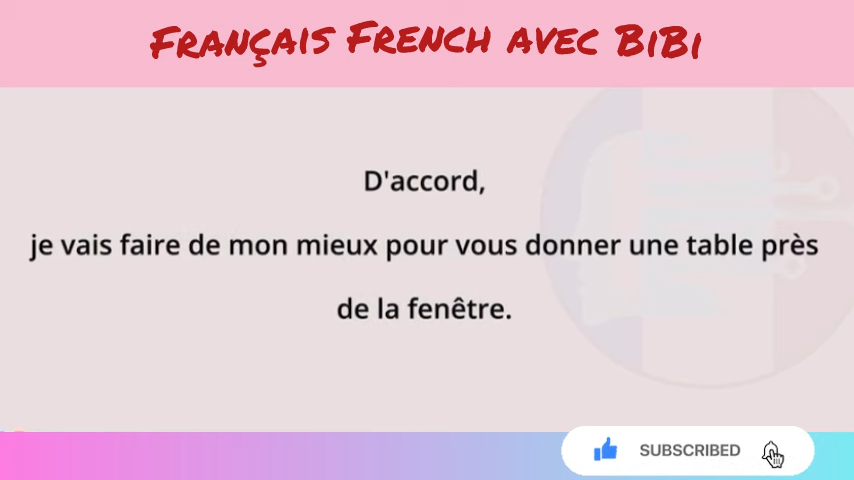 Français French avec BiBi
D'accord,
je vais faire de mon mieux pour vous donner une table près
de la fenêtre.
SUBSCRIBED